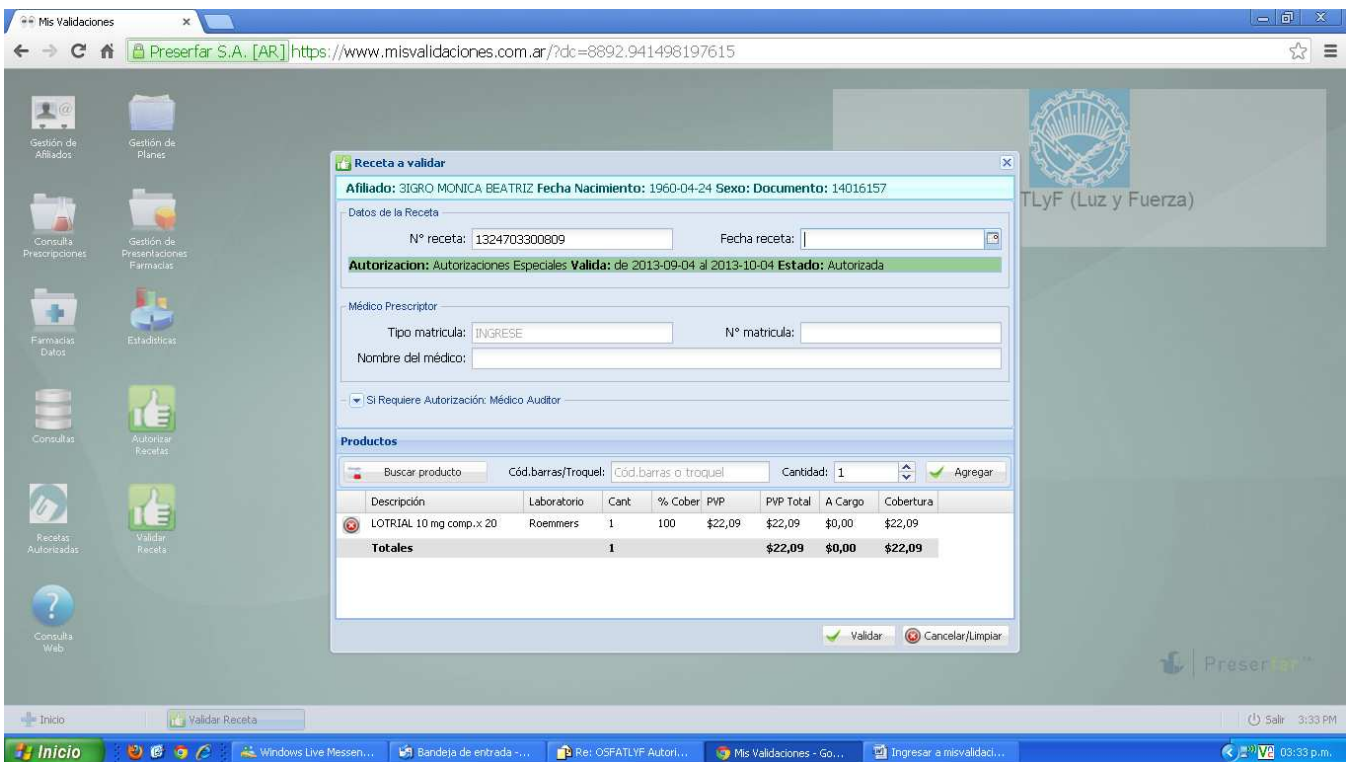 Mis Validaciones
Preserfar S.A. [AR] https://www.misvalidaciones.com.ar/?dc=8892.941498197615
Gestión de Afiliados
Gestión de Planes
Consulta Prescripciones
Gestión de Presentaciones Farmacias
Farmacias Datos
Estadísticas
Consultas
Autorizar Recetas
Recetas Autorizadas
Validar Receta
Consulta Web
TLyF (Luz y Fuerza)
Receta a validar
Afiliado: 3IGRO MONICA BEATRIZ Fecha Nacimiento: 1960-04-24 Sexo: Documento: 14016157
Datos de la Receta
N° receta: 1324703300809 Fecha receta:
Autorizacion: Autorizaciones Especiales Valida: de 2013-09-04 al 2013-10-04 Estado: Autorizada
Médico Prescriptor
Tipo matricula: INGRESE N° matricula:
Nombre del médico:
Si Requiere Autorización: Médico Auditor
Productos
Buscar producto Cód.barras/Troquel: Cód.barras o troquel Cantidad: 1 Agregar
Descripción Laboratorio Cant % Cober PVP PVP Total A Cargo Cobertura
LOTRIAL 10 mg comp.x 20 Roemmers 1 100 $22,09 $22,09 $0,00 $22,09
Totales 1 $22,09 $0,00 $22,09
Validar Cancelar/Limpiar
Preserfar
Inicio Validar Receta Salir 3:33 PM
Inicio Windows Live Messen... Bandeja de entrada -... Re: OSFATLYF Autori... Mis Validaciones - Go... Ingresar a misvalidaci... 03:33 p.m.